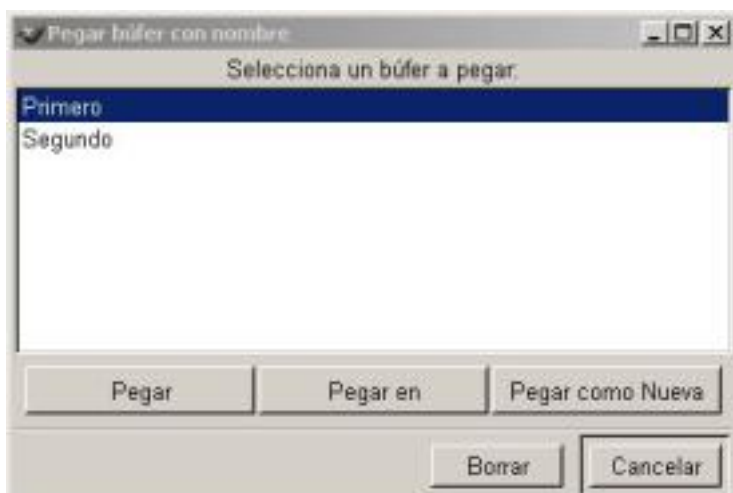 Pegar búfer con nombre
Selecciona un búfer a pegar:
Primero
Segundo
Pegar Pegar en Pegar como Nueva
Borrar Cancelar